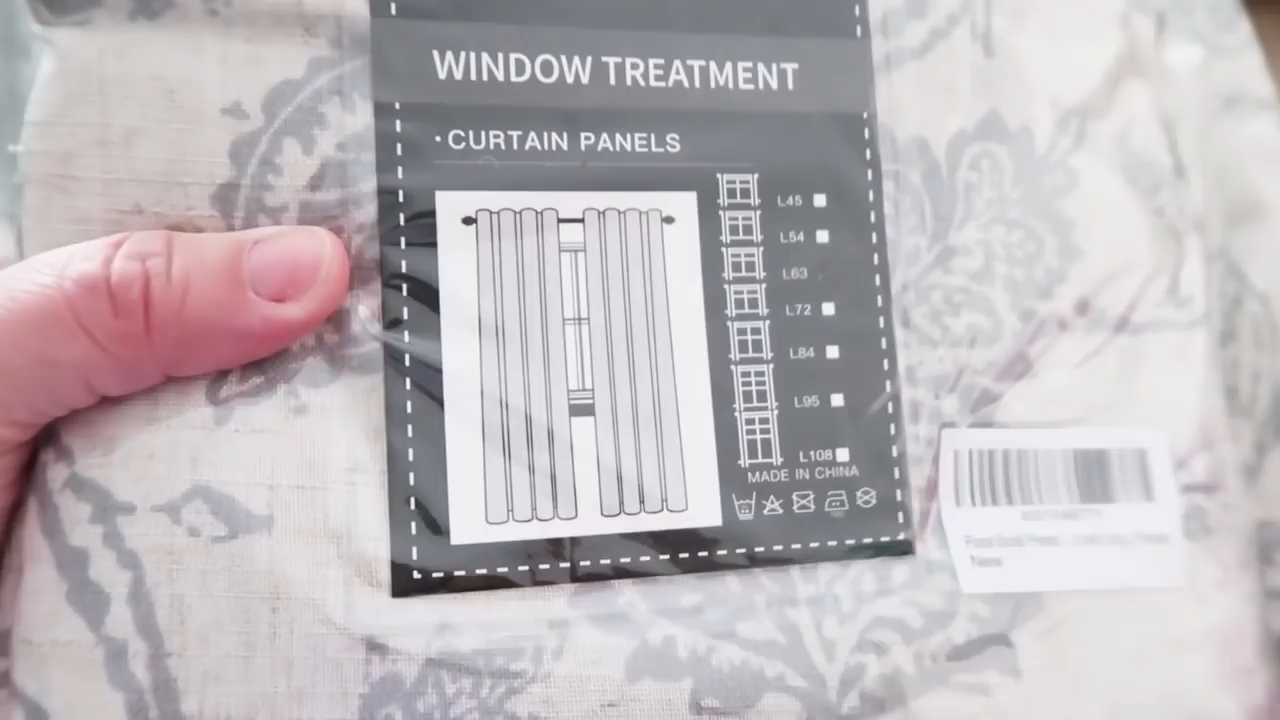 WINDOW TREATMENT
· CURTAIN PANELS
L45
L54
L63
L72
L84
L95
L108
MADE IN CHINA